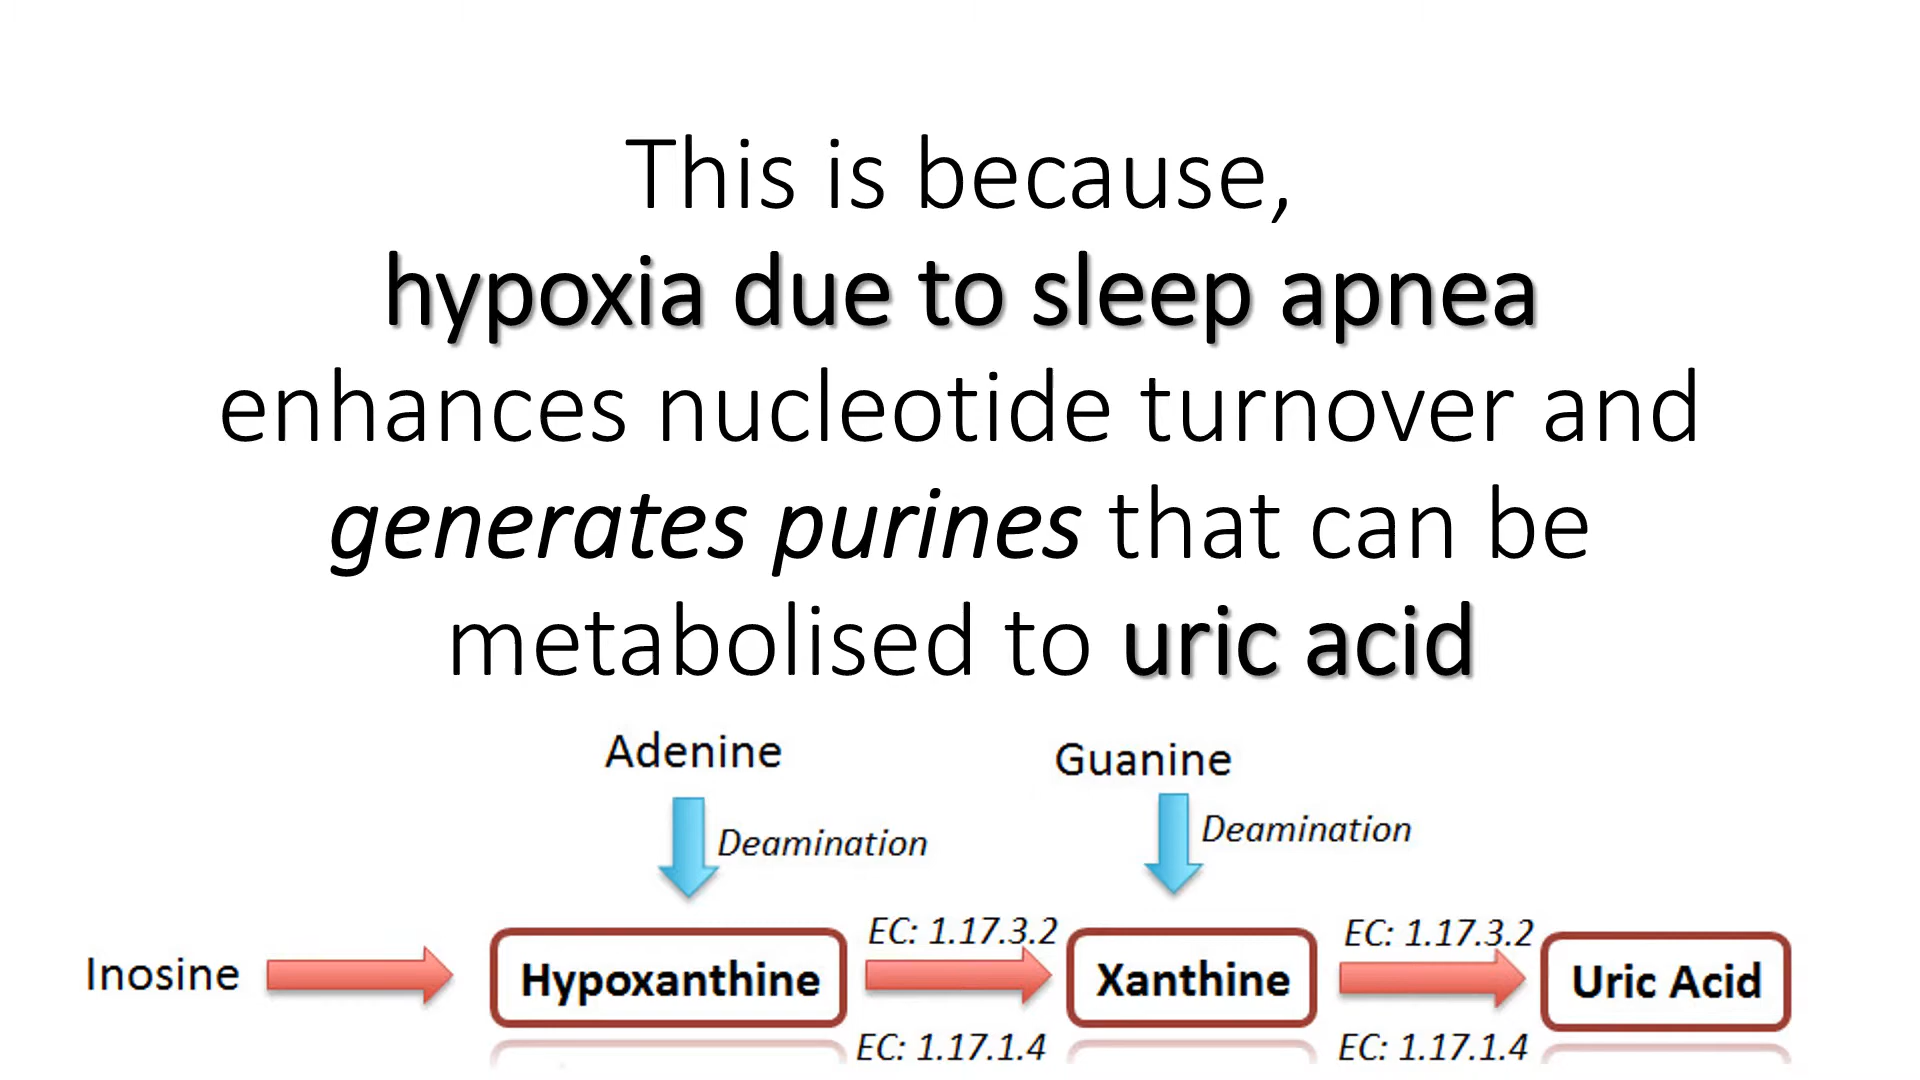 This is because,
hypoxia due to sleep apnea
enhances nucleotide turnover and
generates purines that can be
metabolised to uric acid
Adenine
Guanine
Deamination
Deamination
EC: 1.17.3.2
EC: 1.17.3.2
Inosine
Hypoxanthine
Xanthine
Uric Acid
EC: 1.17.1.4
EC: 1.17.1.4